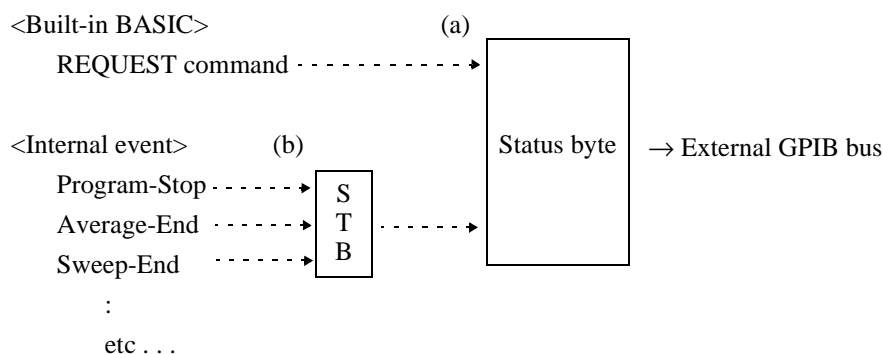 <Built-in BASIC> (a)
REQUEST command
<Internal event> (b)
Program-Stop
Average-End
Sweep-End
:
etc . . .
S
T
B
Status byte
→ External GPIB bus